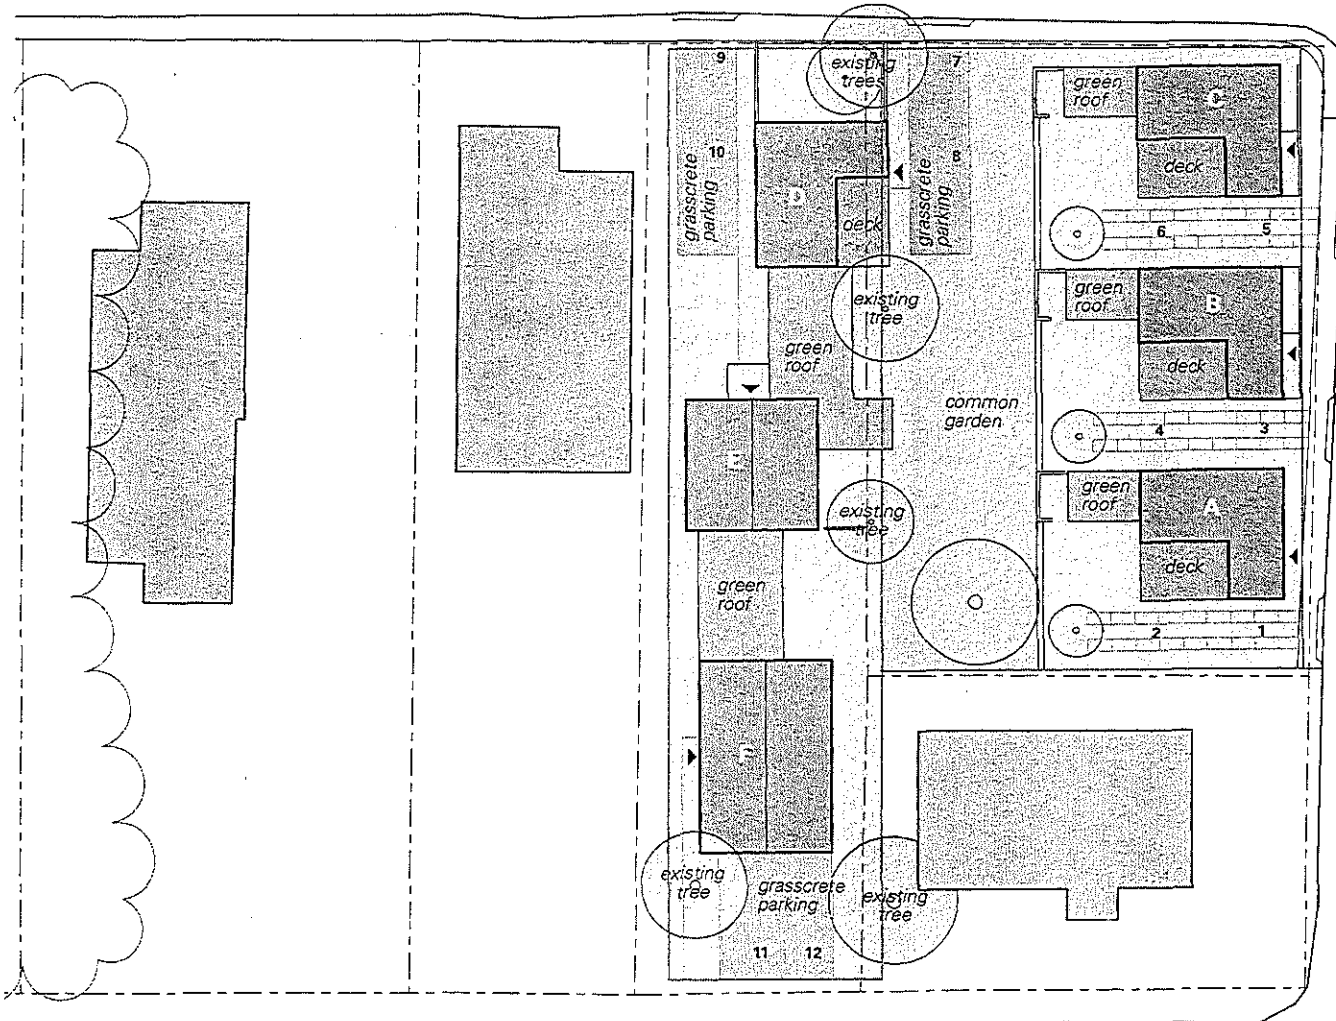 9
existing
trees
7
green
roof
C
10
8
grasscrete
parking
D
deck
grasscrete
parking
deck
6
5
existing
tree
green
roof
B
green
roof
deck
common
garden
4
3
E
green
roof
A
existing
tree
deck
green
roof
2
1
F
existing
tree
grasscrete
parking
existing
tree
11
12